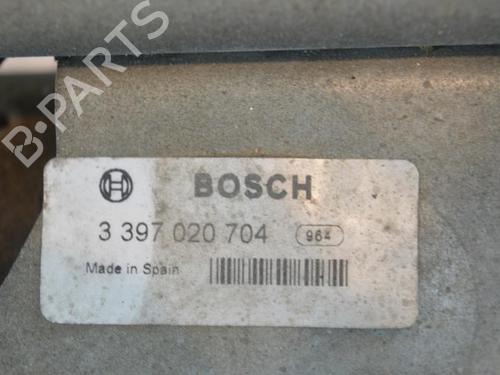 B-PARTS
BOSCH
3 397 020 704 964
Made in Spain